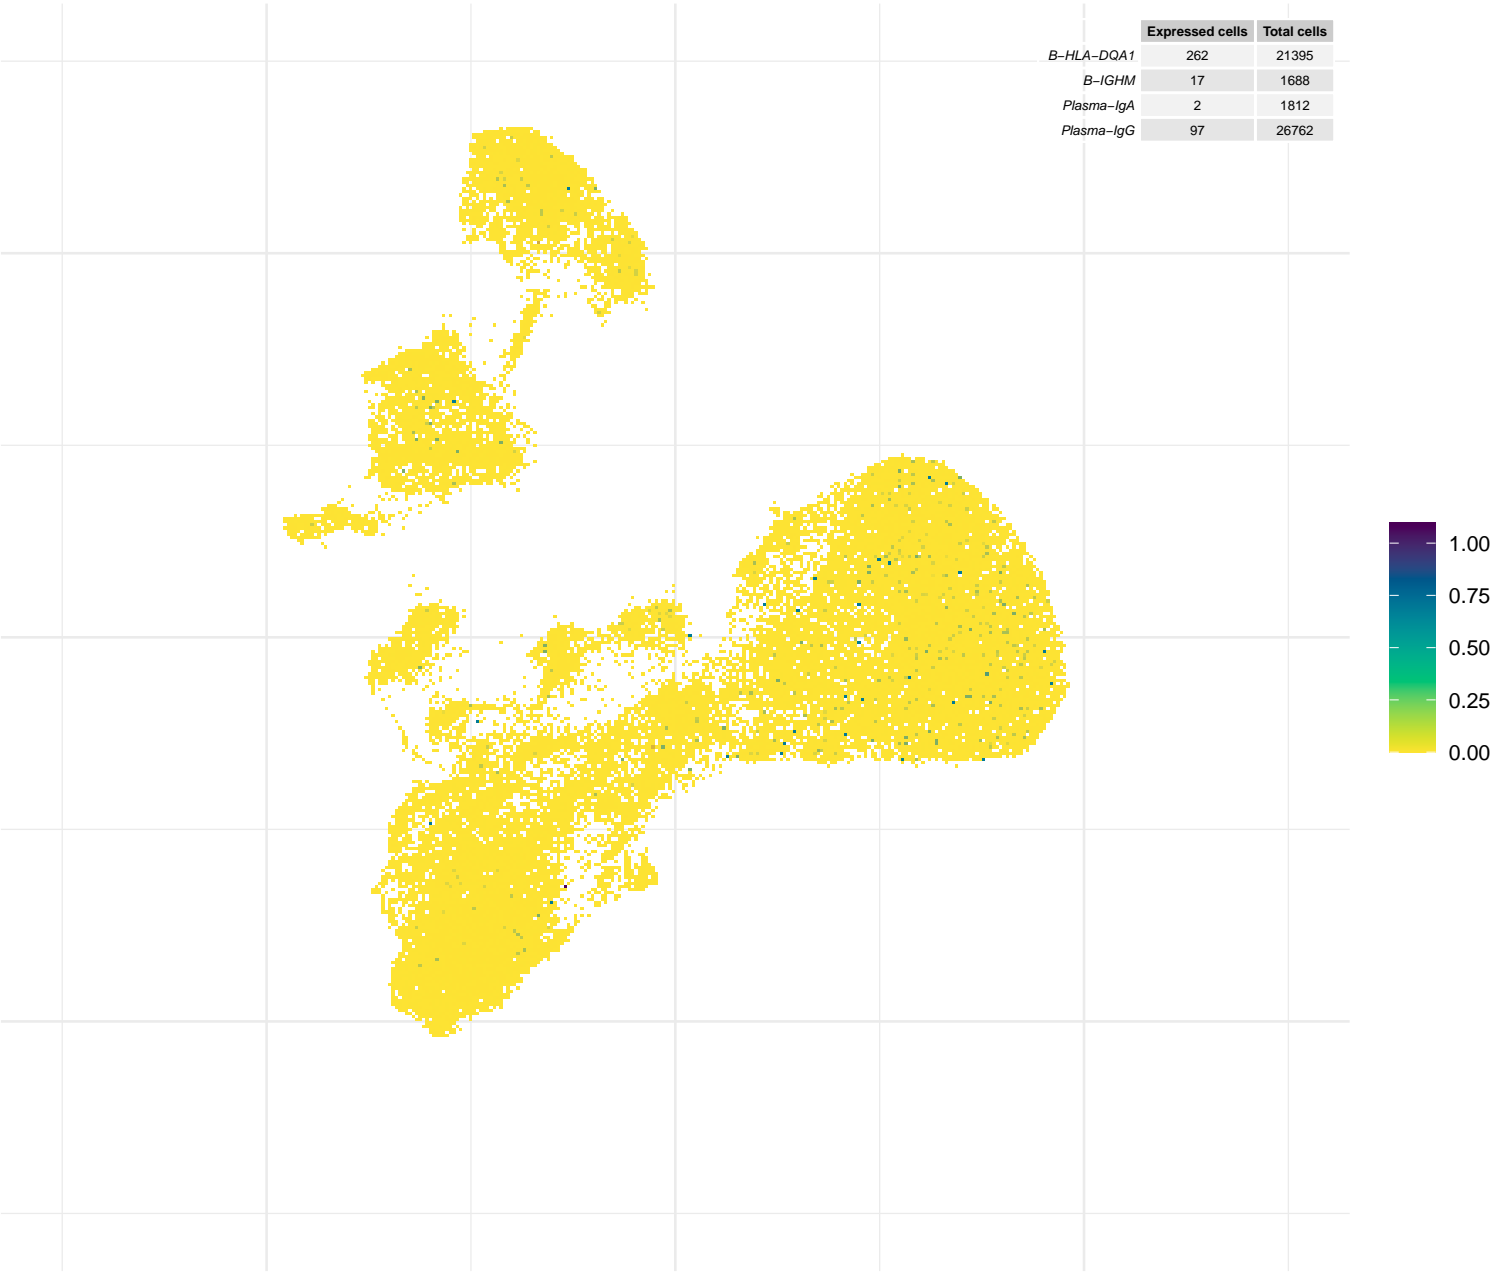 Expressed cells Total cells
B−HLA−DQA1 262 21395
B−IGHM 17 1688
Plasma−IgA 2 1812
Plasma−IgG 97 26762
1.00
0.75
0.50
0.25
0.00